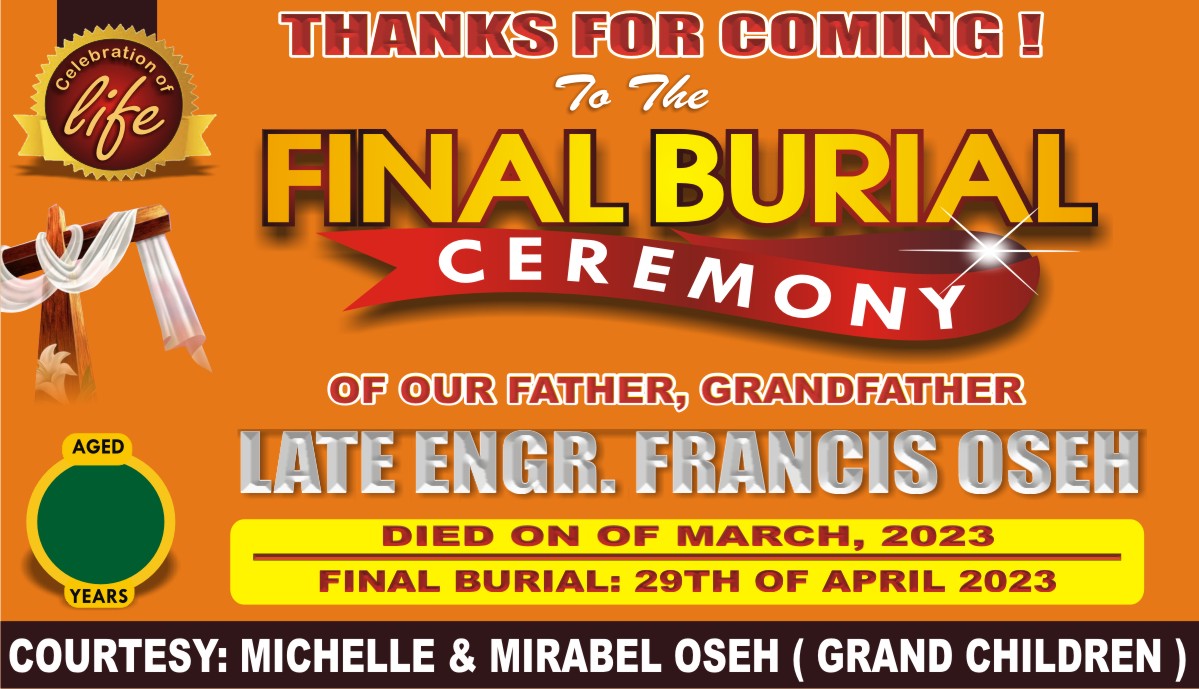 Celebration of
life
THANKS FOR COMING !
To The
FINAL BURIAL
CEREMONY
OF OUR FATHER, GRANDFATHER
LATE ENGR. FRANCIS OSEH
AGED
YEARS
DIED ON OF MARCH, 2023
FINAL BURIAL: 29TH OF APRIL 2023
COURTESY: MICHELLE & MIRABEL OSEH ( GRAND CHILDREN )